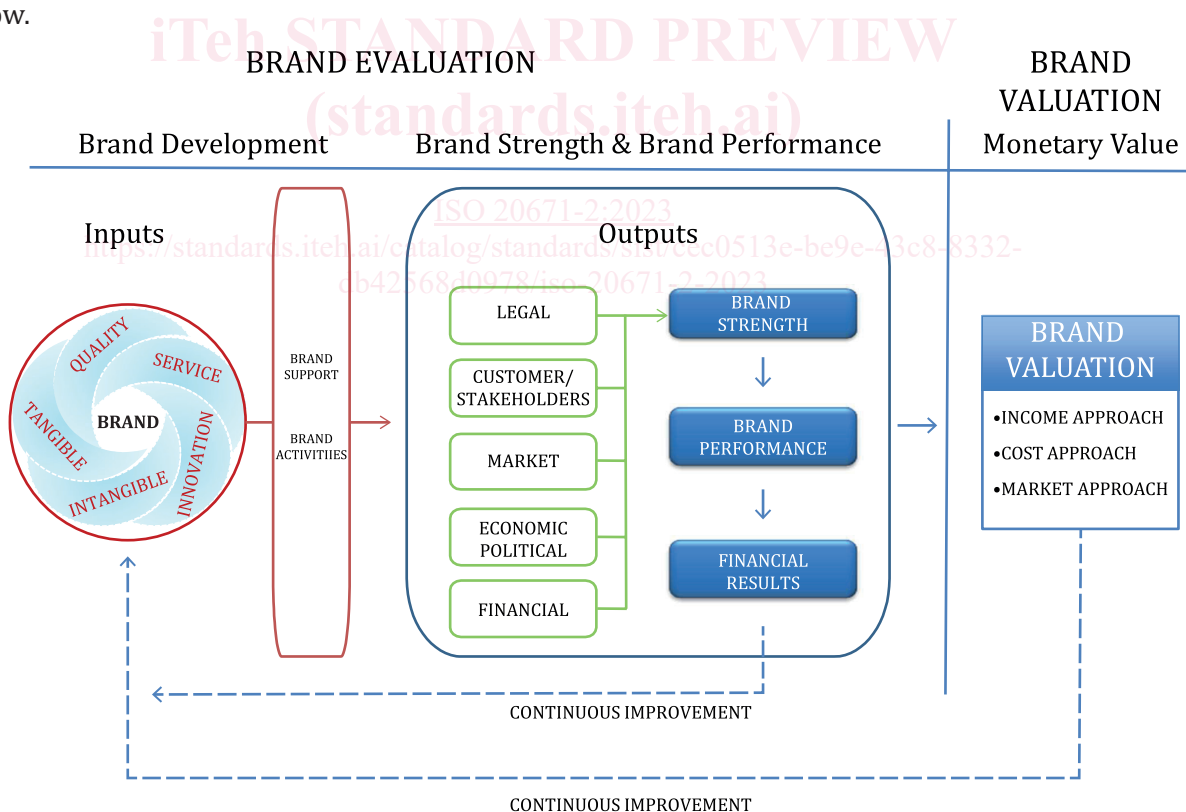 ow.
iTeh STANDARD PREVIEW
(standards.iteh.ai)
BRAND EVALUATION
BRAND
VALUATION
Brand Development
Brand Strength & Brand Performance
Monetary Value
ISO 20671-2:2023
https://standards.iteh.ai/catalog/standards/sist/eec0513e-be9e-43c8-8332-
db42568d0978/iso-20671-2-2023
Inputs
QUALITY
SERVICE
INNOVATION
INTANGIBLE
TANGIBLE
BRAND
BRAND
SUPPORT
BRAND
ACTIVITIIES
Outputs
LEGAL
CUSTOMER/
STAKEHOLDERS
MARKET
ECONOMIC
POLITICAL
FINANCIAL
BRAND
STRENGTH
BRAND
PERFORMANCE
FINANCIAL
RESULTS
BRAND
VALUATION
•INCOME APPROACH
•COST APPROACH
•MARKET APPROACH
CONTINUOUS IMPROVEMENT
CONTINUOUS IMPROVEMENT